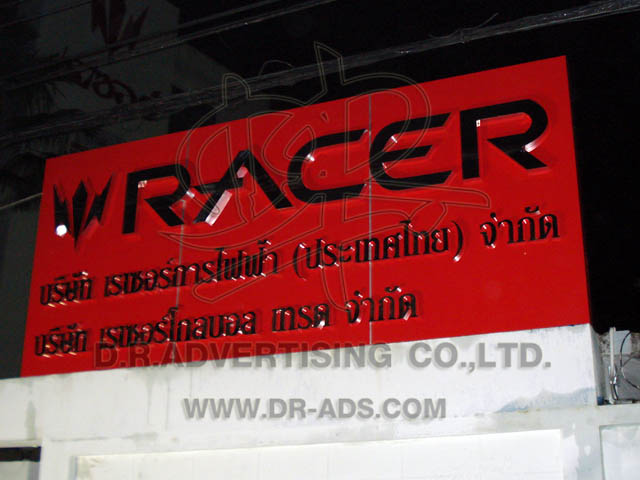 RACER
บริษัท เรเซอร์การไฟฟ้า (ประเทศไทย) จำกัด
บริษัท เรเซอร์โกลบอล เทรด จำกัด
D.R.ADVERTISING CO.,LTD.
WWW.DR-ADS.COM